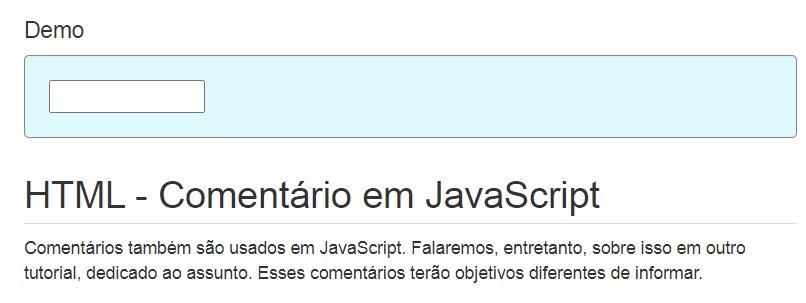 Demo
HTML - Comentário em JavaScript
Comentários também são usados em JavaScript. Falaremos, entretanto, sobre isso em outro
tutorial, dedicado ao assunto. Esses comentários terão objetivos diferentes de informar.